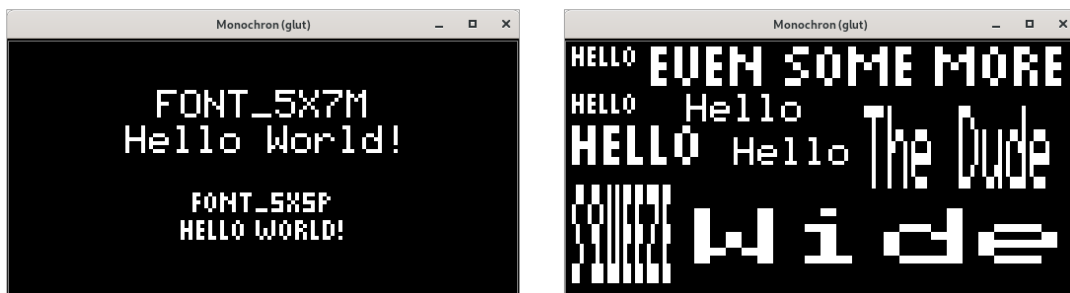 Monochron (glut)
FONT_5X7M
Hello World!
FONT_5X5P
HELLO WORLD!
Monochron (glut)
HELLO EVEN SOME MORE
HELLO Hello
HELLO Hello The Dude
SQUEEZE Wide